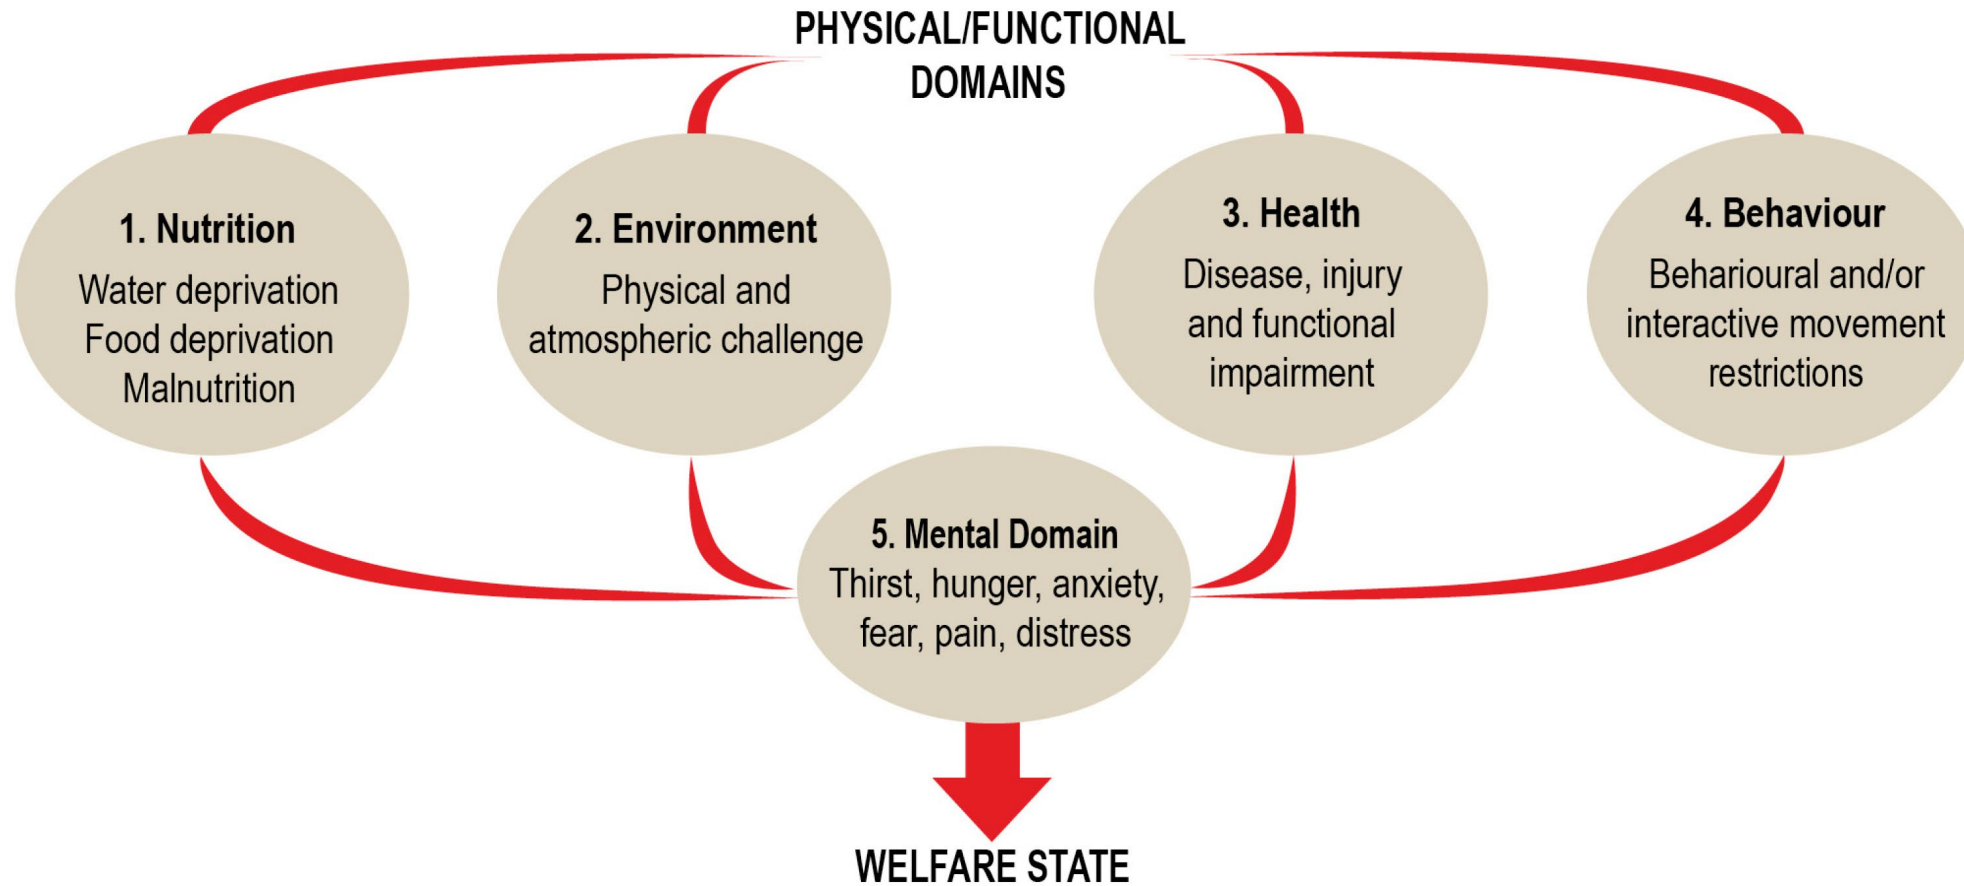 PHYSICAL/FUNCTIONAL
DOMAINS
1. Nutrition
Water deprivation
Food deprivation
Malnutrition
2. Environment
Physical and
atmospheric challenge
3. Health
Disease, injury
and functional
impairment
4. Behaviour
Beharioural and/or
interactive movement
restrictions
5. Mental Domain
Thirst, hunger, anxiety,
fear, pain, distress
WELFARE STATE